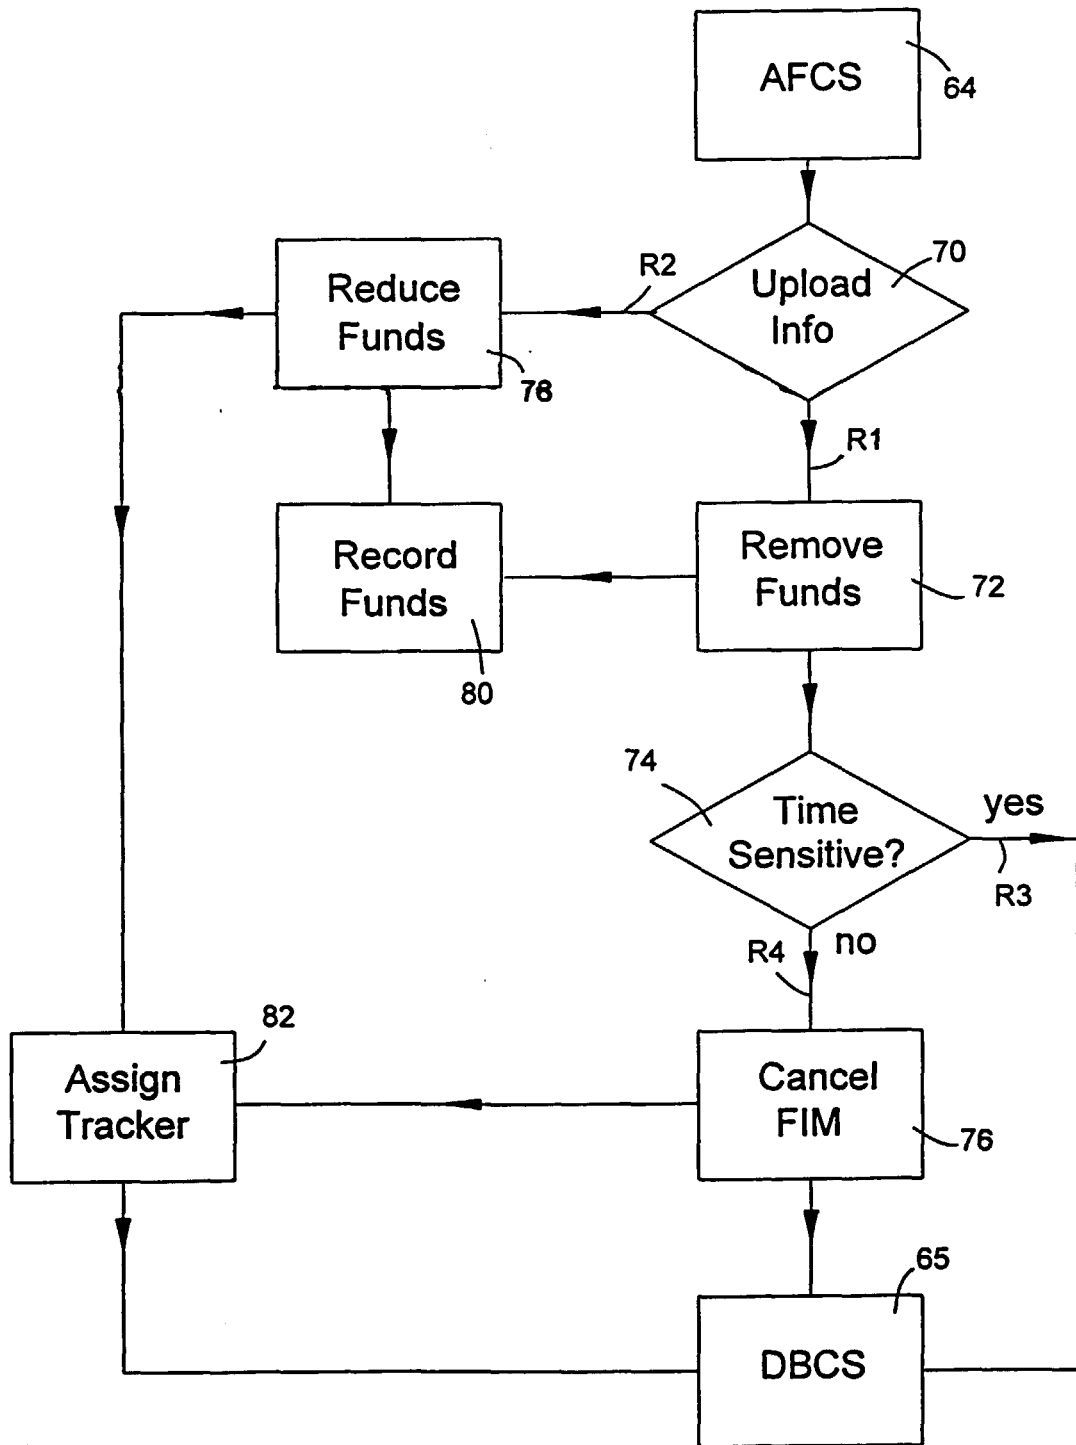 AFCS
64
Upload
Info
70
R2
Reduce
Funds
78
R1
Record
Funds
80
Remove
Funds
72
74
Time
Sensitive?
yes
R3
no
R4
82
Assign
Tracker
Cancel
FIM
76
65
DBCS